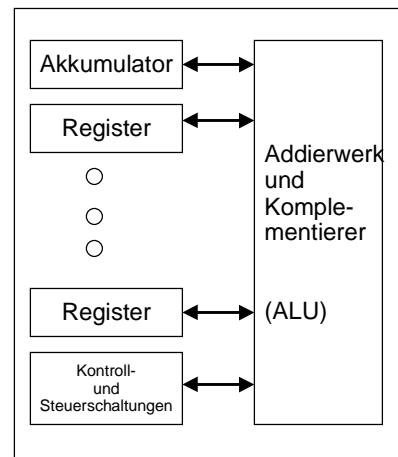 Akkumulator
Register
Addierwerk
und
Komple-
mentierer
Register
(ALU)
Kontroll-
und
Steuerschaltungen